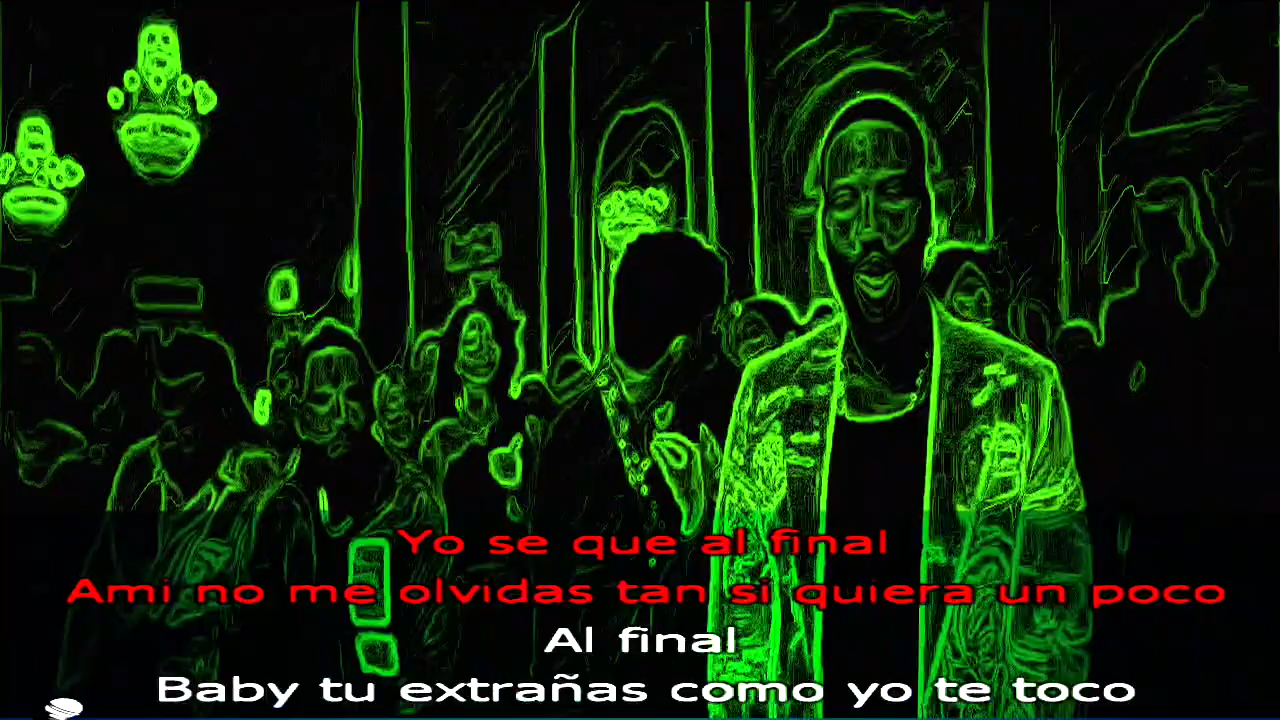 Yo se que al final
Ami no me olvidas tan si quiera un poco
Al final
Baby tu extrañas como yo te toco